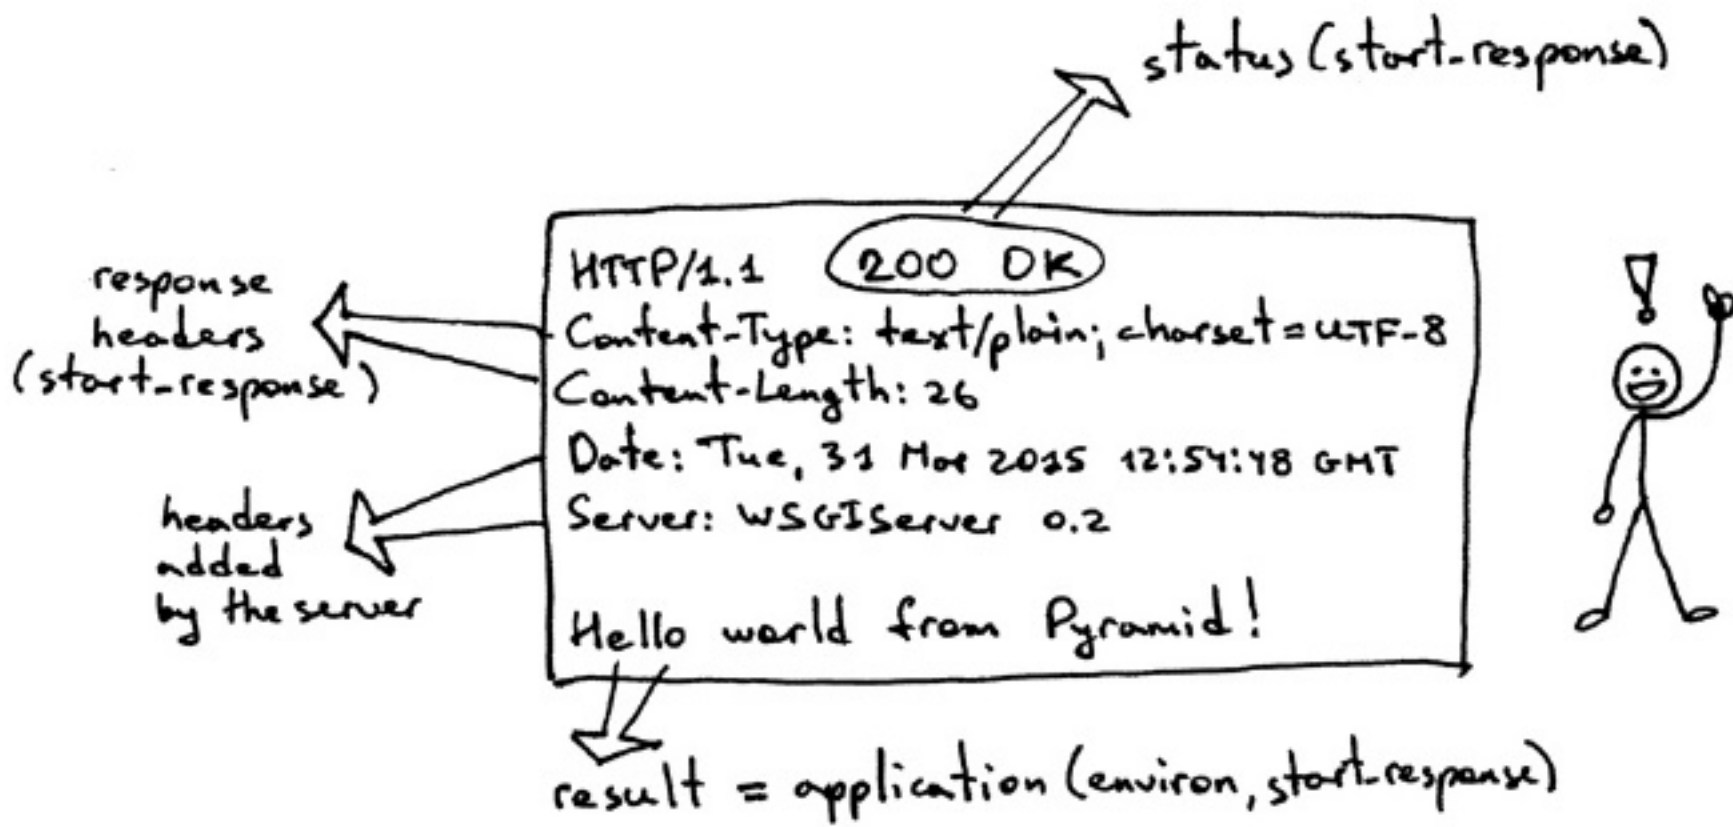 status (start-response)
HTTP/1.1 200 OK
Content-Type: text/plain; charset=UTF-8
Content-Length: 26
Date: Tue, 31 Mar 2015 12:54:48 GMT
Server: WSGIServer 0.2
Hello world from Pyramid!
response
headers
(start-response)
headers
added
by the server
!
result = application (environ, start-response)